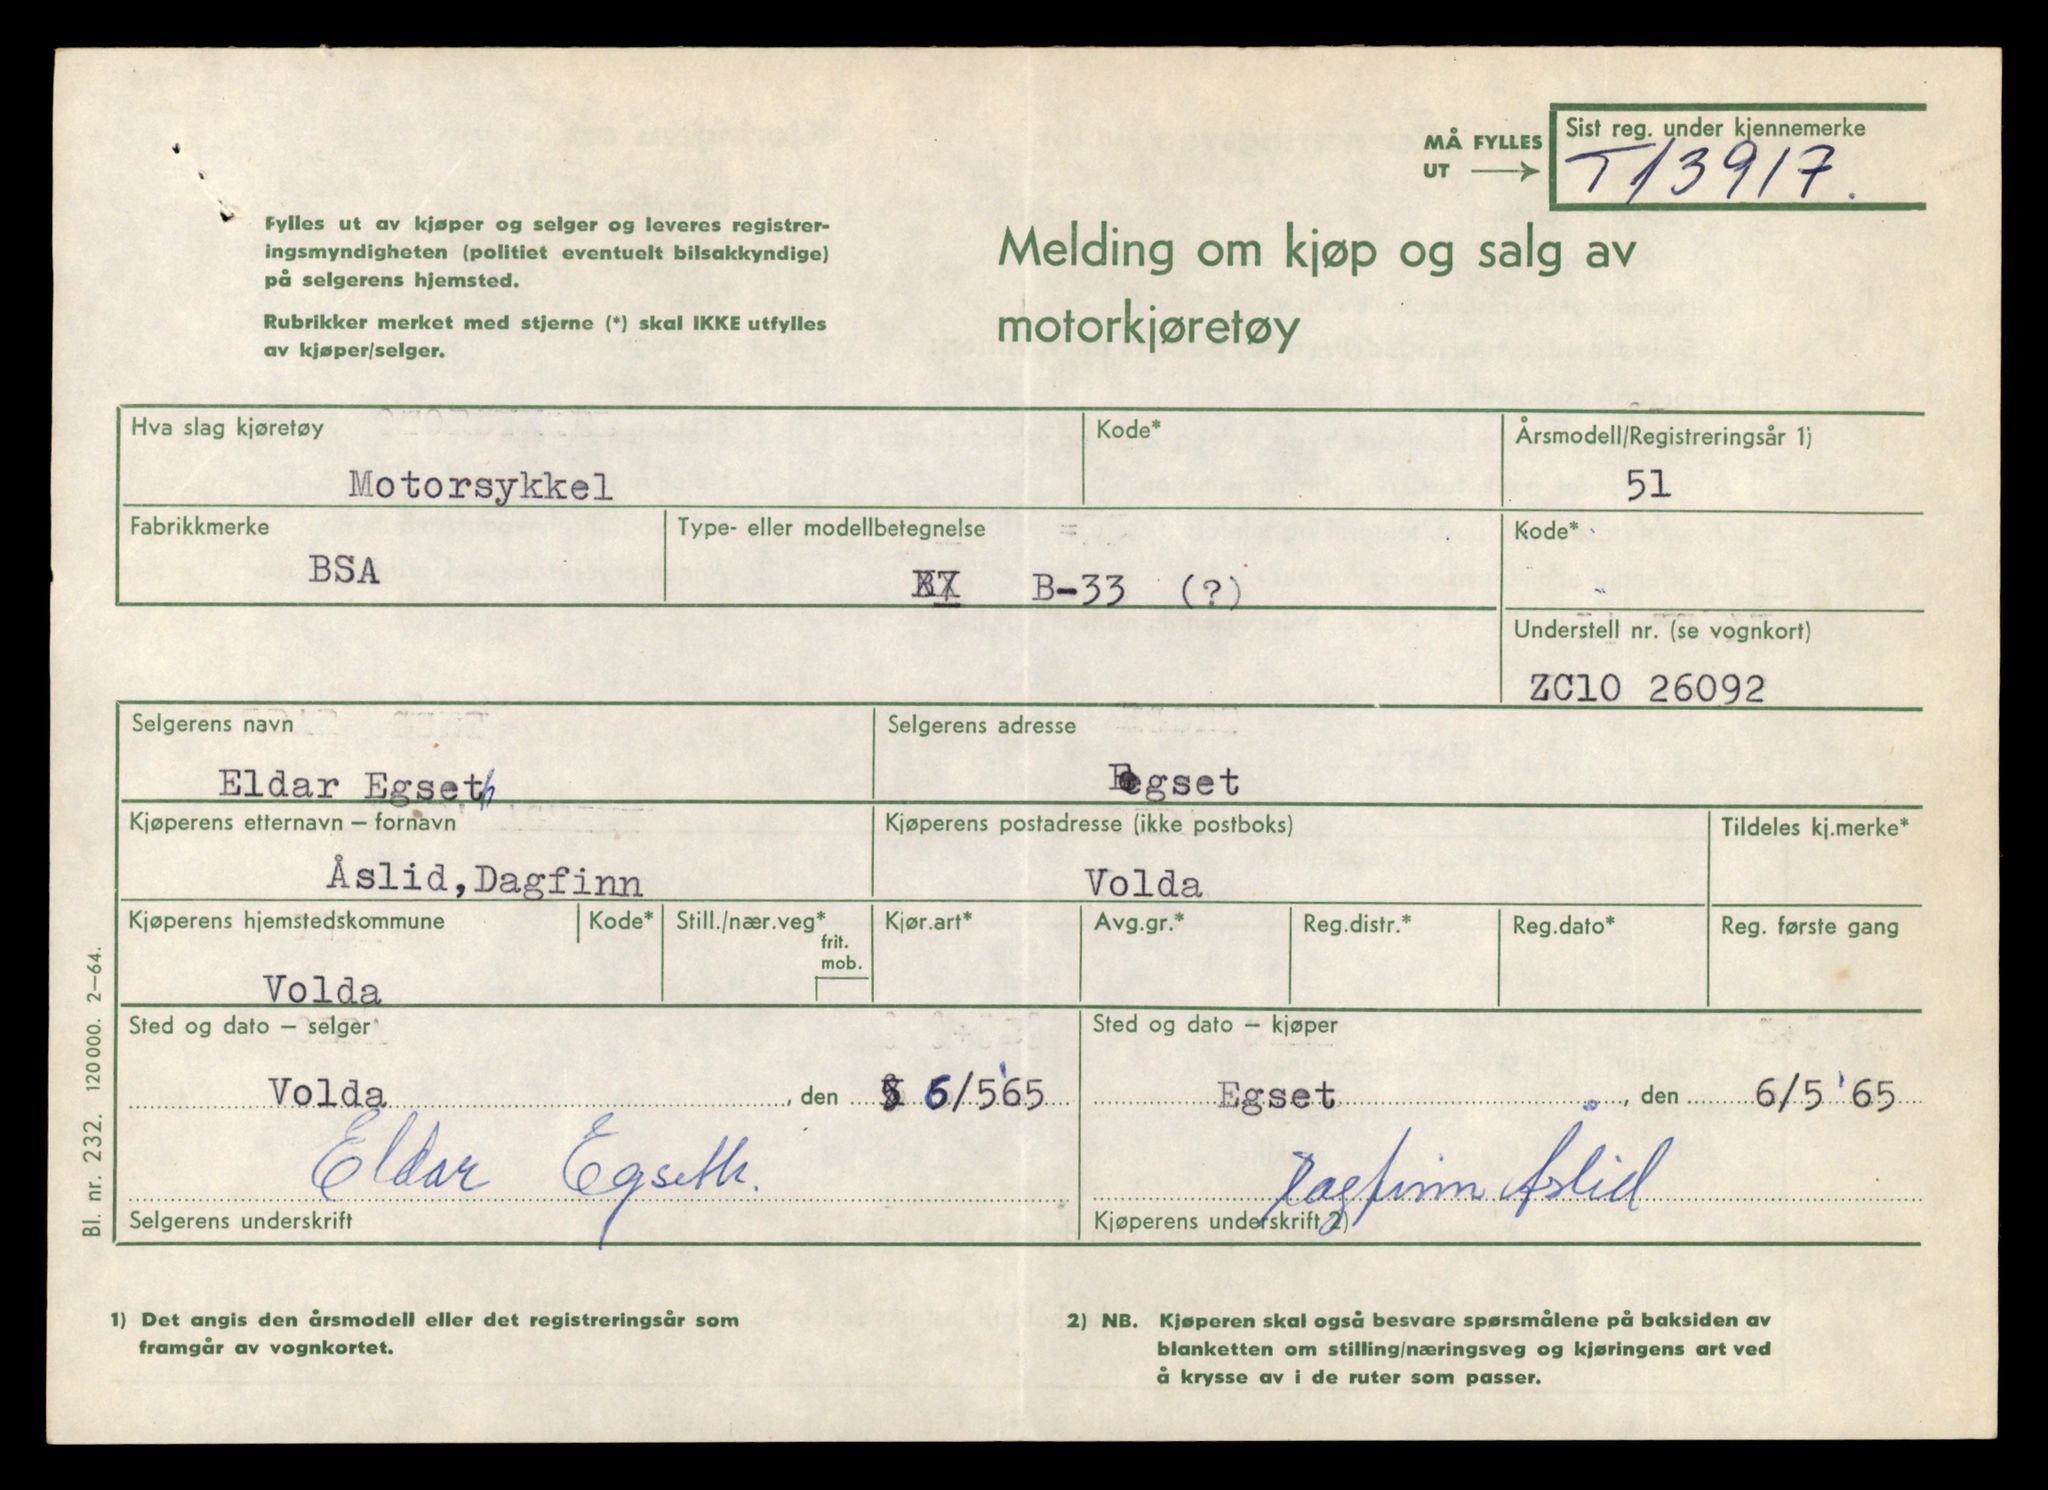 MÅ FYLLES
UT
Sist reg. under kjennemerke
T13917.
Fylles ut av kjøper og selger og leveres registrer-
ingsmyndigheten (politiet eventuelt bilsakkyndige)
på selgerens hjemsted.
Rubrikker merket med stjerne (*) skal IKKE utfylles
av kjøper/selger.
Melding om kjøp og salg av
motorkjøretøy
Hva slag kjøretøy
Motorsykkel
Kode*
Årsmodell/Registreringsår 1)
51
Fabrikkmerke
BSA
Type- eller modellbetegnelse
B-33 (?)
Kode*
Understell nr. (se vognkort)
ZC10 26092
Selgerens navn
Eldar Egseth
Selgerens adresse
Egset
Kjøperens etternavn – fornavn
Åslid,Dagfinn
Kjøperens postadresse (ikke postboks)
Volda
Tildeles kj.merke*
Kjøperens hjemstedskommune
Volda
Kode*
Still./nær.veg*
frit.
mob.
Kjør.art*
Avg.gr.*
Reg.distr.*
Reg.dato*
Reg. første gang
Sted og dato – selger
Volda, den 6/5'65
Eldar Egseth.
Selgerens underskrift
Sted og dato – kjøper
Egset, den 6/5 '65
Dagfinn Åslid
Kjøperens underskrift 2)
Bl. nr. 232. 120 000. 2–64.
1) Det angis den årsmodell eller det registreringsår som
framgår av vognkortet.
2) NB. Kjøperen skal også besvare spørsmålene på baksiden av
blanketten om stilling/næringsveg og kjøringens art ved
å krysse av i de ruter som passer.